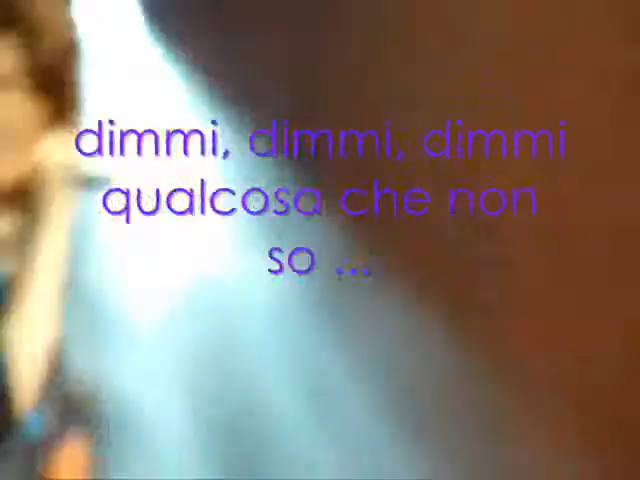 dimmi, dimmi, dimmi
qualcosa che non
so ...